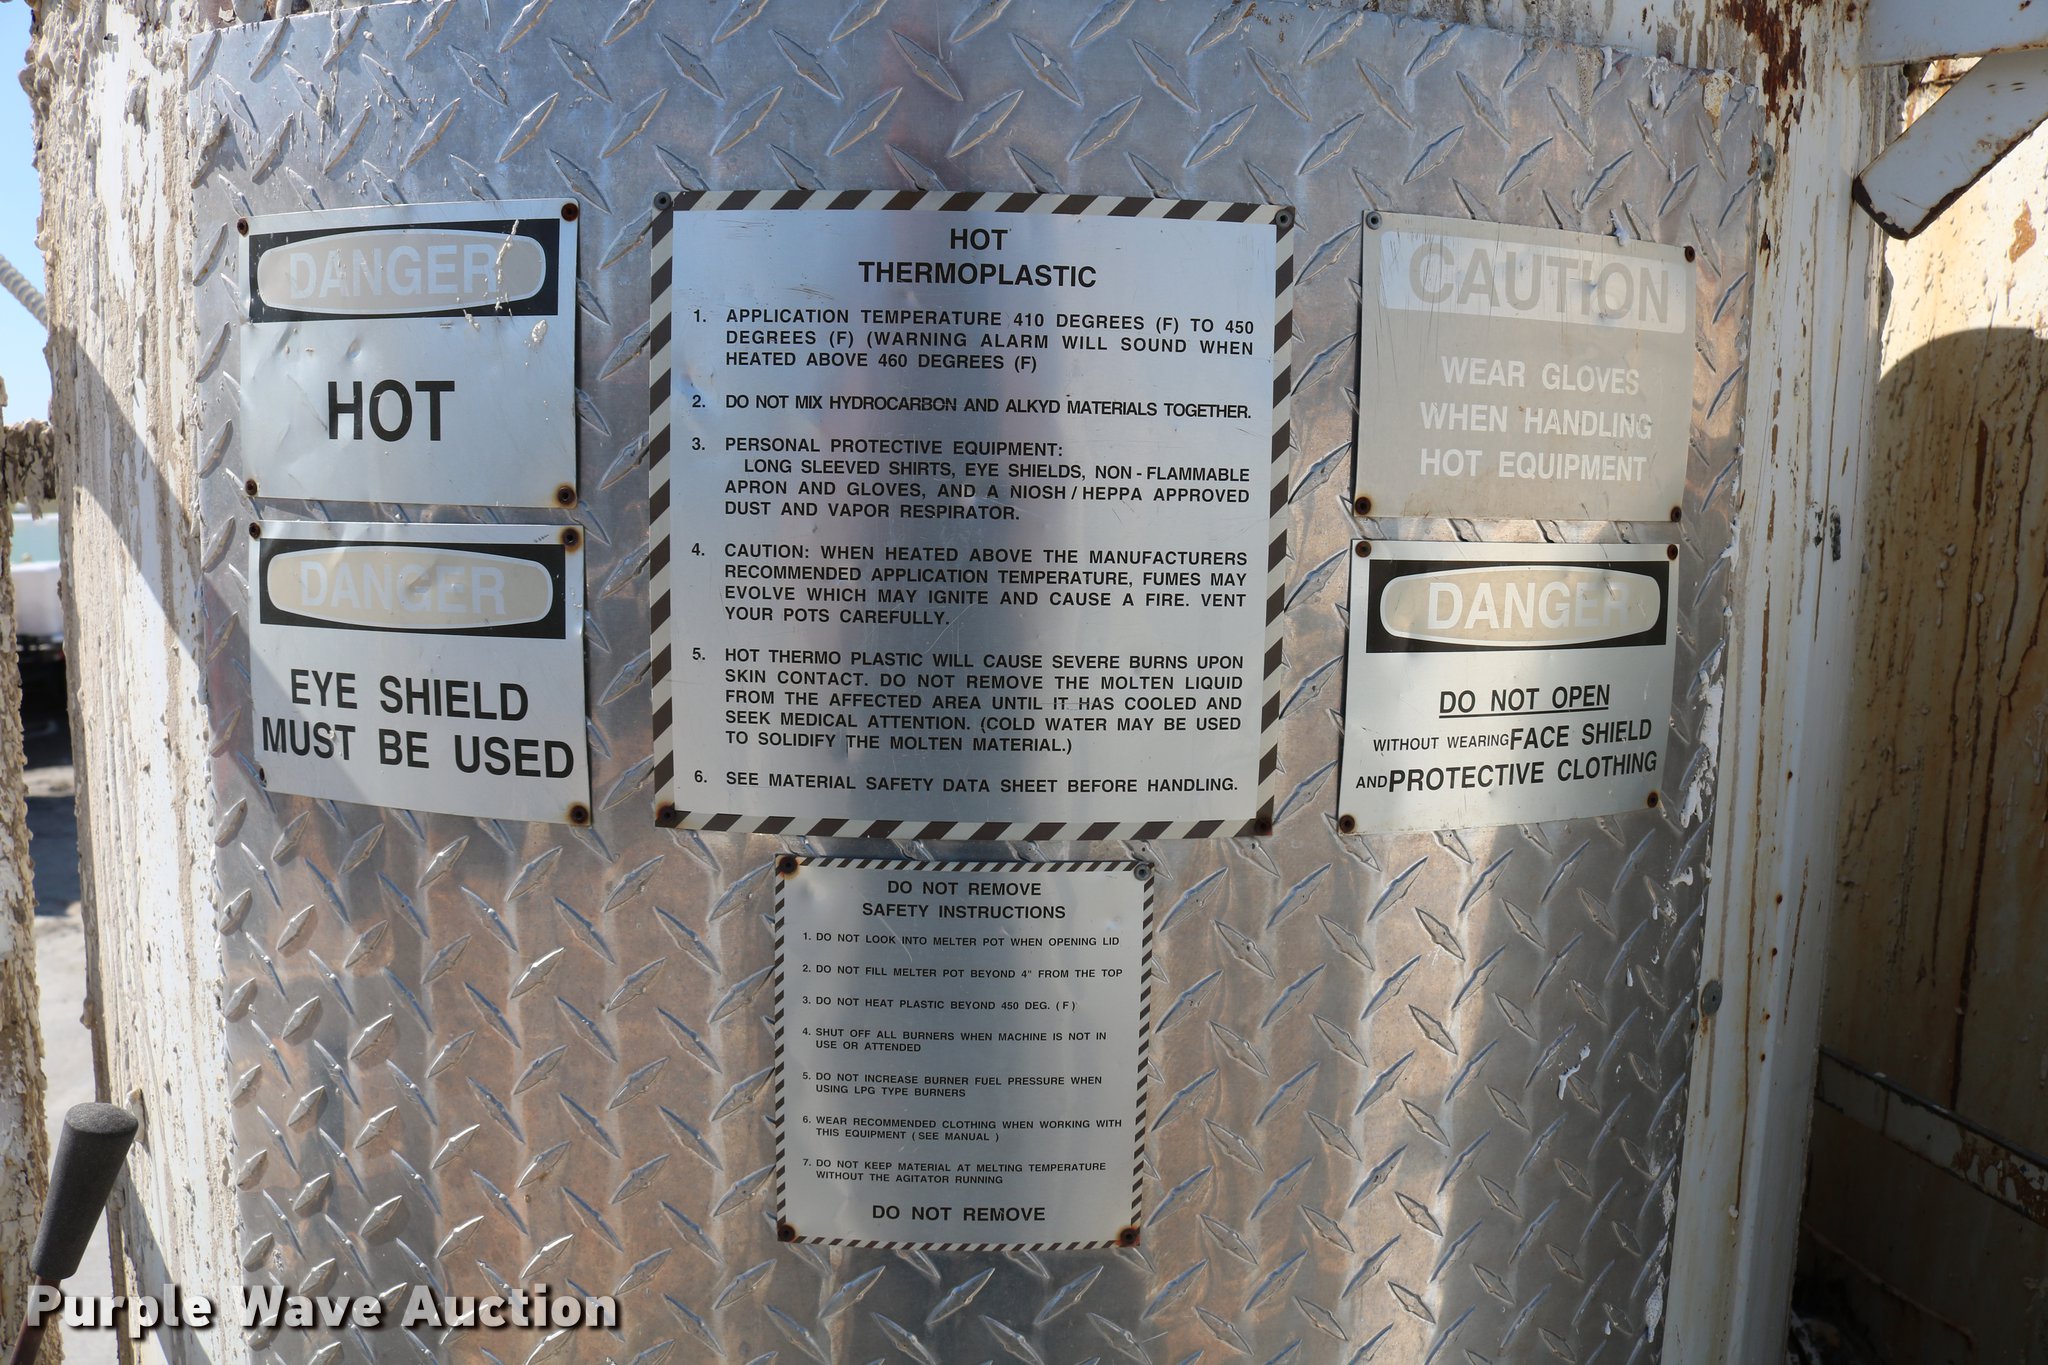 DANGER
HOT
DANGER
EYE SHIELD
MUST BE USED
HOT
THERMOPLASTIC
1. APPLICATION TEMPERATURE 410 DEGREES (F) TO 450
DEGREES (F) (WARNING ALARM WILL SOUND WHEN
HEATED ABOVE 460 DEGREES (F)
2. DO NOT MIX HYDROCARBON AND ALKYD MATERIALS TOGETHER.
3. PERSONAL PROTECTIVE EQUIPMENT:
LONG SLEEVED SHIRTS, EYE SHIELDS, NON-FLAMMABLE
APRON AND GLOVES, AND A NIOSH/HEPPA APPROVED
DUST AND VAPOR RESPIRATOR.
4. CAUTION: WHEN HEATED ABOVE THE MANUFACTURERS
RECOMMENDED APPLICATION TEMPERATURE, FUMES MAY
EVOLVE WHICH MAY IGNITE AND CAUSE A FIRE. VENT
YOUR POTS CAREFULLY.
5. HOT THERMO PLASTIC WILL CAUSE SEVERE BURNS UPON
SKIN CONTACT. DO NOT REMOVE THE MOLTEN LIQUID
FROM THE AFFECTED AREA UNTIL IT HAS COOLED AND
SEEK MEDICAL ATTENTION. (COLD WATER MAY BE USED
TO SOLIDIFY THE MOLTEN MATERIAL.)
6. SEE MATERIAL SAFETY DATA SHEET BEFORE HANDLING.
CAUTION
WEAR GLOVES
WHEN HANDLING
HOT EQUIPMENT
DANGER
DO NOT OPEN
WITHOUT WEARING FACE SHIELD
AND PROTECTIVE CLOTHING
DO NOT REMOVE
SAFETY INSTRUCTIONS
1. DO NOT LOOK INTO MELTER POT WHEN OPENING LID
2. DO NOT FILL MELTER POT BEYOND 4" FROM THE TOP
3. DO NOT HEAT PLASTIC BEYOND 450 DEG. (F)
4. SHUT OFF ALL BURNERS WHEN MACHINE IS NOT IN
USE OR ATTENDED
5. DO NOT INCREASE BURNER FUEL PRESSURE WHEN
USING LPG TYPE BURNERS
6. WEAR RECOMMENDED CLOTHING WHEN WORKING WITH
THIS EQUIPMENT (SEE MANUAL)
7. DO NOT KEEP MATERIAL AT MELTING TEMPERATURE
WITHOUT THE AGITATOR RUNNING
DO NOT REMOVE
Purple Wave Auction